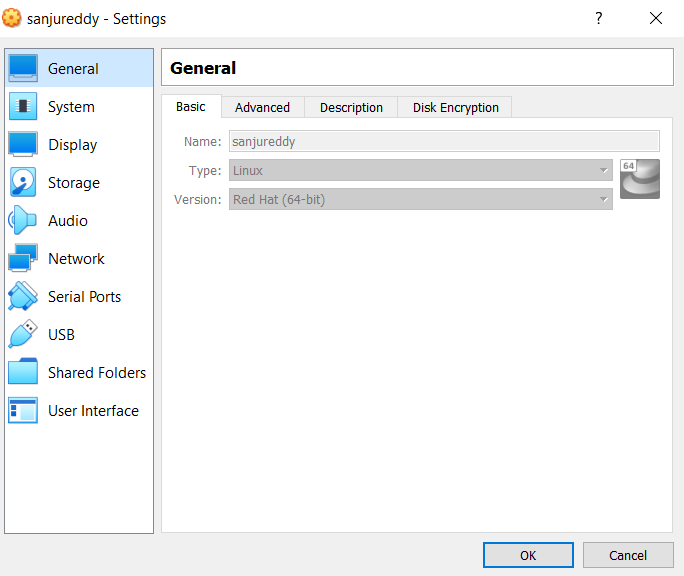 sanjureddy - Settings
?
General
System
Display
Storage
Audio
Network
Serial Ports
USB
Shared Folders
User Interface
General
Basic Advanced Description Disk Encryption
Name: sanjureddy
Type: Linux
64
Version: Red Hat (64-bit)
OK Cancel